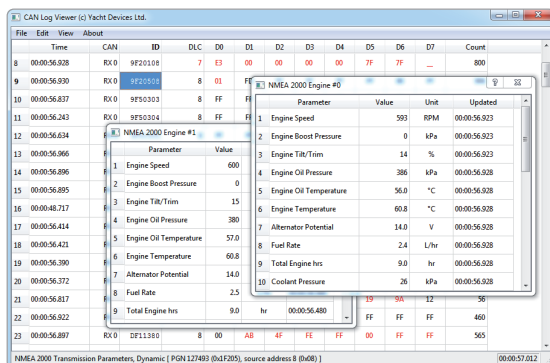 CAN Log Viewer (c) Yacht Devices Ltd.
File Edit View About
Time CAN ID DLC D0 D1 D2 D3 D4 D5 D6 D7 Count
8 00:00:56.928 RX 0 9F20108 7 E3 00 00 00 00 7F 7F __ 800
9 00:00:56.930 RX 0 9F20508 8 01
10 00:00:56.837 RX 0 9F50303 8 FF
11 00:00:56.243 RX 0 9F50304 8 FF
12 00:00:56.634
13 00:00:56.966
14 00:00:56.896
15 00:00:56.895
16 00:00:48.717
17 00:00:56.414
18 00:00:56.421
19 00:00:56.390
20 00:00:56.372
21 00:00:56.817 19 9A 12 56
22 00:00:56.922 FF FF FF 460
23 00:00:56.897 RX 0 DF11380 8 00 AB 4F FE FF 00 FF FF 565
NMEA 2000 Engine #1
Parameter Value
1 Engine Speed 600
2 Engine Boost Pressure 0
3 Engine Tilt/Trim 15
4 Engine Oil Pressure 380
5 Engine Oil Temperature 57.0
6 Engine Temperature 60.8
7 Alternator Potential 14.0
8 Fuel Rate 2.5
9 Total Engine hrs 9.0 hr 00:00:56.480
NMEA 2000 Engine #0
Parameter Value Unit Updated
1 Engine Speed 593 RPM 00:00:56.923
2 Engine Boost Pressure 0 kPa 00:00:56.923
3 Engine Tilt/Trim 14 % 00:00:56.923
4 Engine Oil Pressure 386 kPa 00:00:56.928
5 Engine Oil Temperature 56.0 °C 00:00:56.928
6 Engine Temperature 60.8 °C 00:00:56.928
7 Alternator Potential 14.0 V 00:00:56.928
8 Fuel Rate 2.4 L/hr 00:00:56.928
9 Total Engine hrs 9.0 hr 00:00:56.928
10 Coolant Pressure 26 kPa 00:00:56.928
NMEA 2000 Transmission Parameters, Dynamic [ PGN 127493 (0x1F205), source address 8 (0x08) ] 00:00:57.012